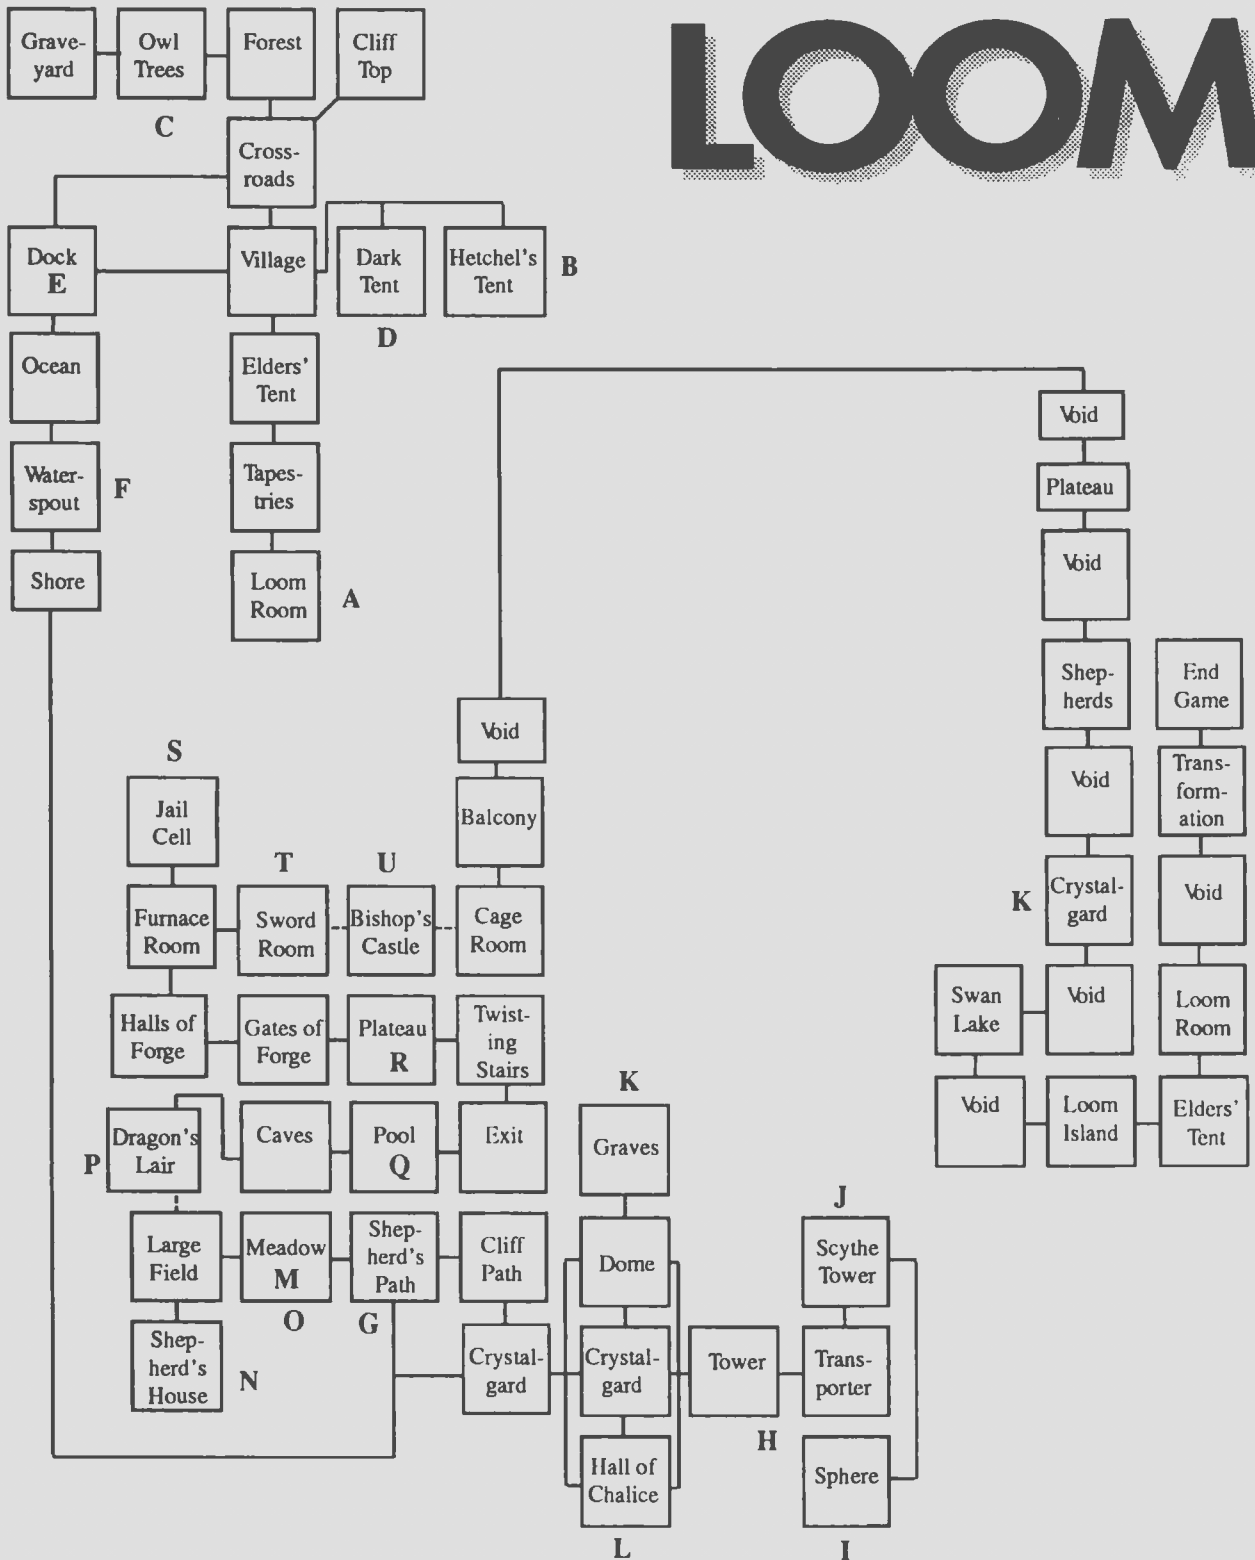 LOOM
Grave-
yard
Owl
Trees
Forest
Cliff
Top
C
Cross-
roads
Dock
E
Village
Dark
Tent
Hetchel's
Tent
B
D
Ocean
Elders'
Tent
Water-
spout
F
Tapes-
tries
Shore
Loom
Room
A
Void
Plateau
Void
Shep-
herds
End
Game
Void
Trans-
form-
ation
K
Crystal-
gard
Void
Swan
Lake
Void
Loom
Room
Void
Loom
Island
Elders'
Tent
Void
Balcony
S
Jail
Cell
T
U
Furnace
Room
Sword
Room
Bishop's
Castle
Cage
Room
Halls of
Forge
Gates of
Forge
Plateau
R
Twist-
ing
Stairs
P
Dragon's
Lair
Caves
Pool
Q
Exit
K
Graves
Large
Field
Meadow
M
O
Shep-
herd's
Path
G
Cliff
Path
Dome
J
Scythe
Tower
Shep-
herd's
House
N
Crystal-
gard
Crystal-
gard
Tower
H
Trans-
porter
Hall of
Chalice
L
Sphere
I